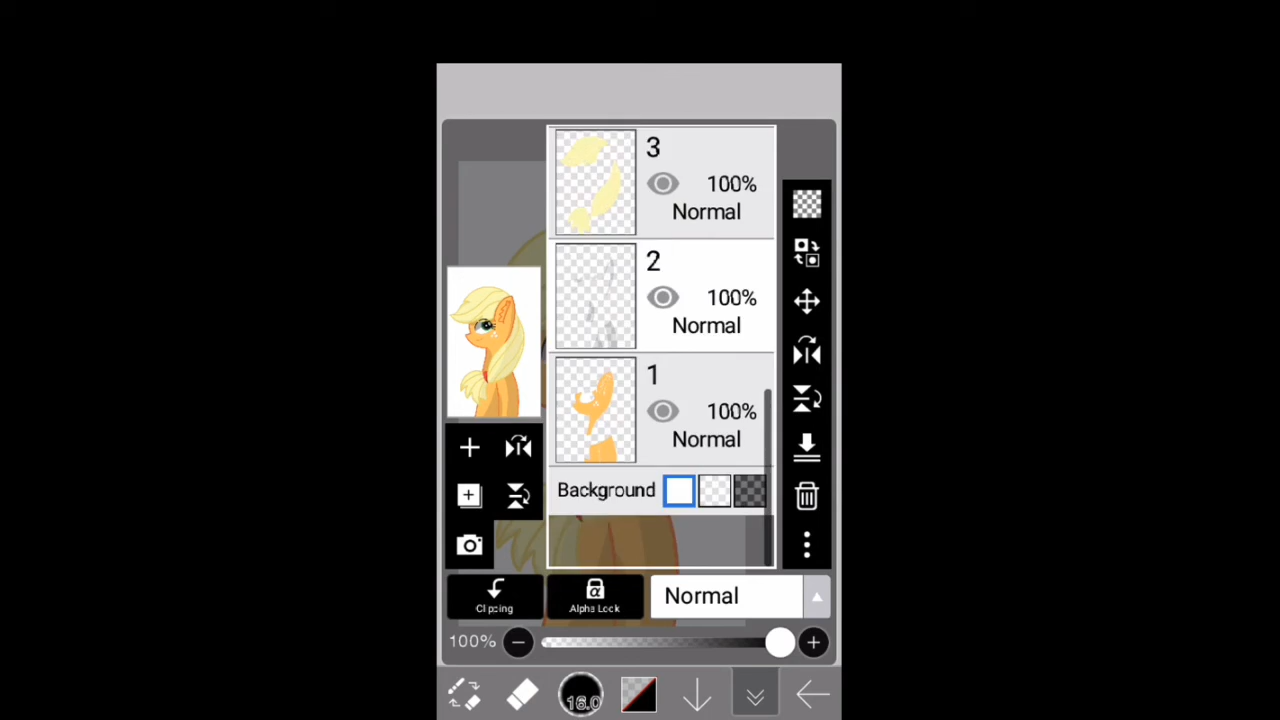 3
100%
Normal
2
100%
Normal
1
100%
Normal
Background
Clipping
Alpha Lock
Normal
100%
16.0